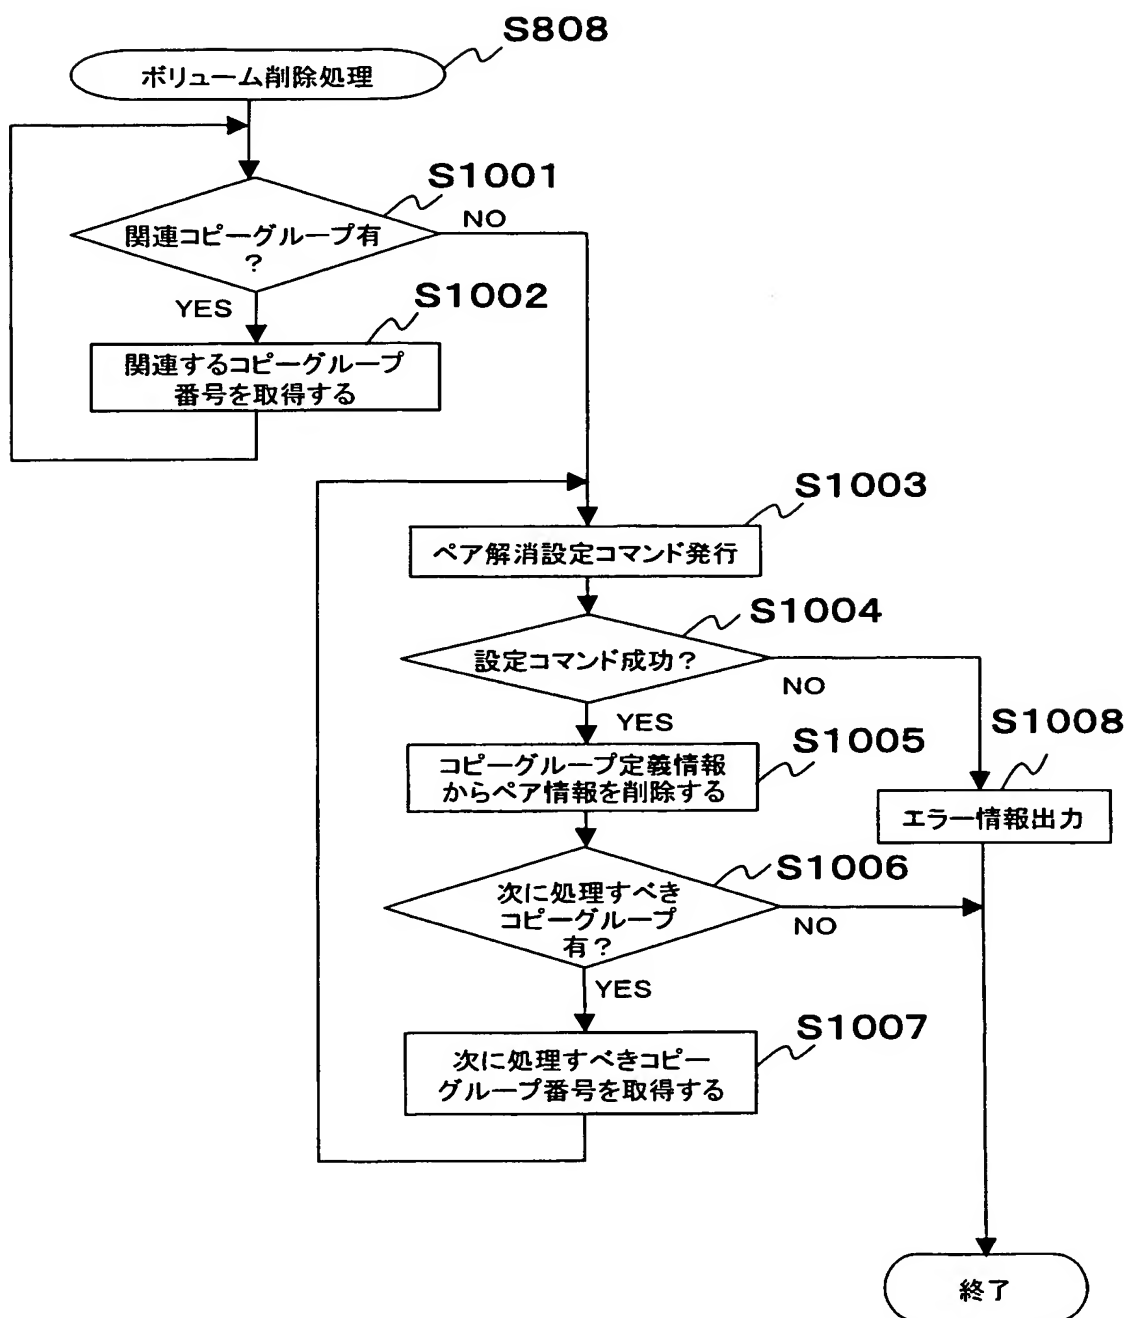 S808
ボリューム削除処理
S1001
関連コピーグループ有
?
NO
YES
S1002
関連するコピーグループ
番号を取得する
S1003
ペア解消設定コマンド発行
S1004
設定コマンド成功?
NO
YES
S1005
コピーグループ定義情報
からペア情報を削除する
S1008
エラー情報出力
S1006
次に処理すべき
コピーグループ
有?
NO
YES
S1007
次に処理すべきコピー
グループ番号を取得する
終了